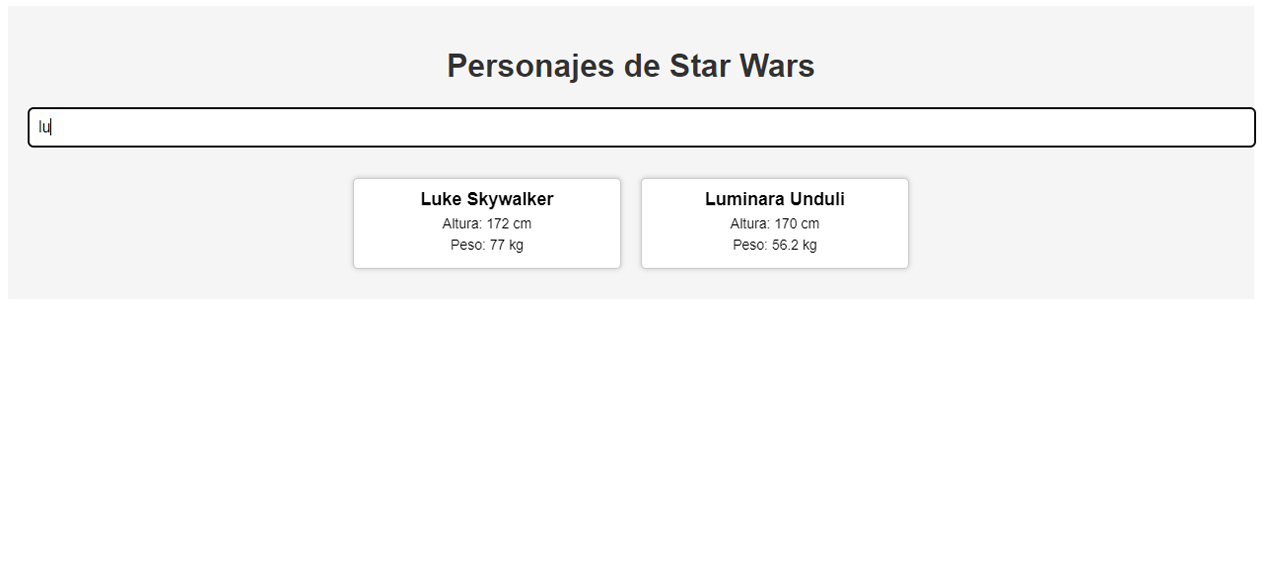 Personajes de Star Wars
lu
Luke Skywalker
Altura: 172 cm
Peso: 77 kg
Luminara Unduli
Altura: 170 cm
Peso: 56.2 kg